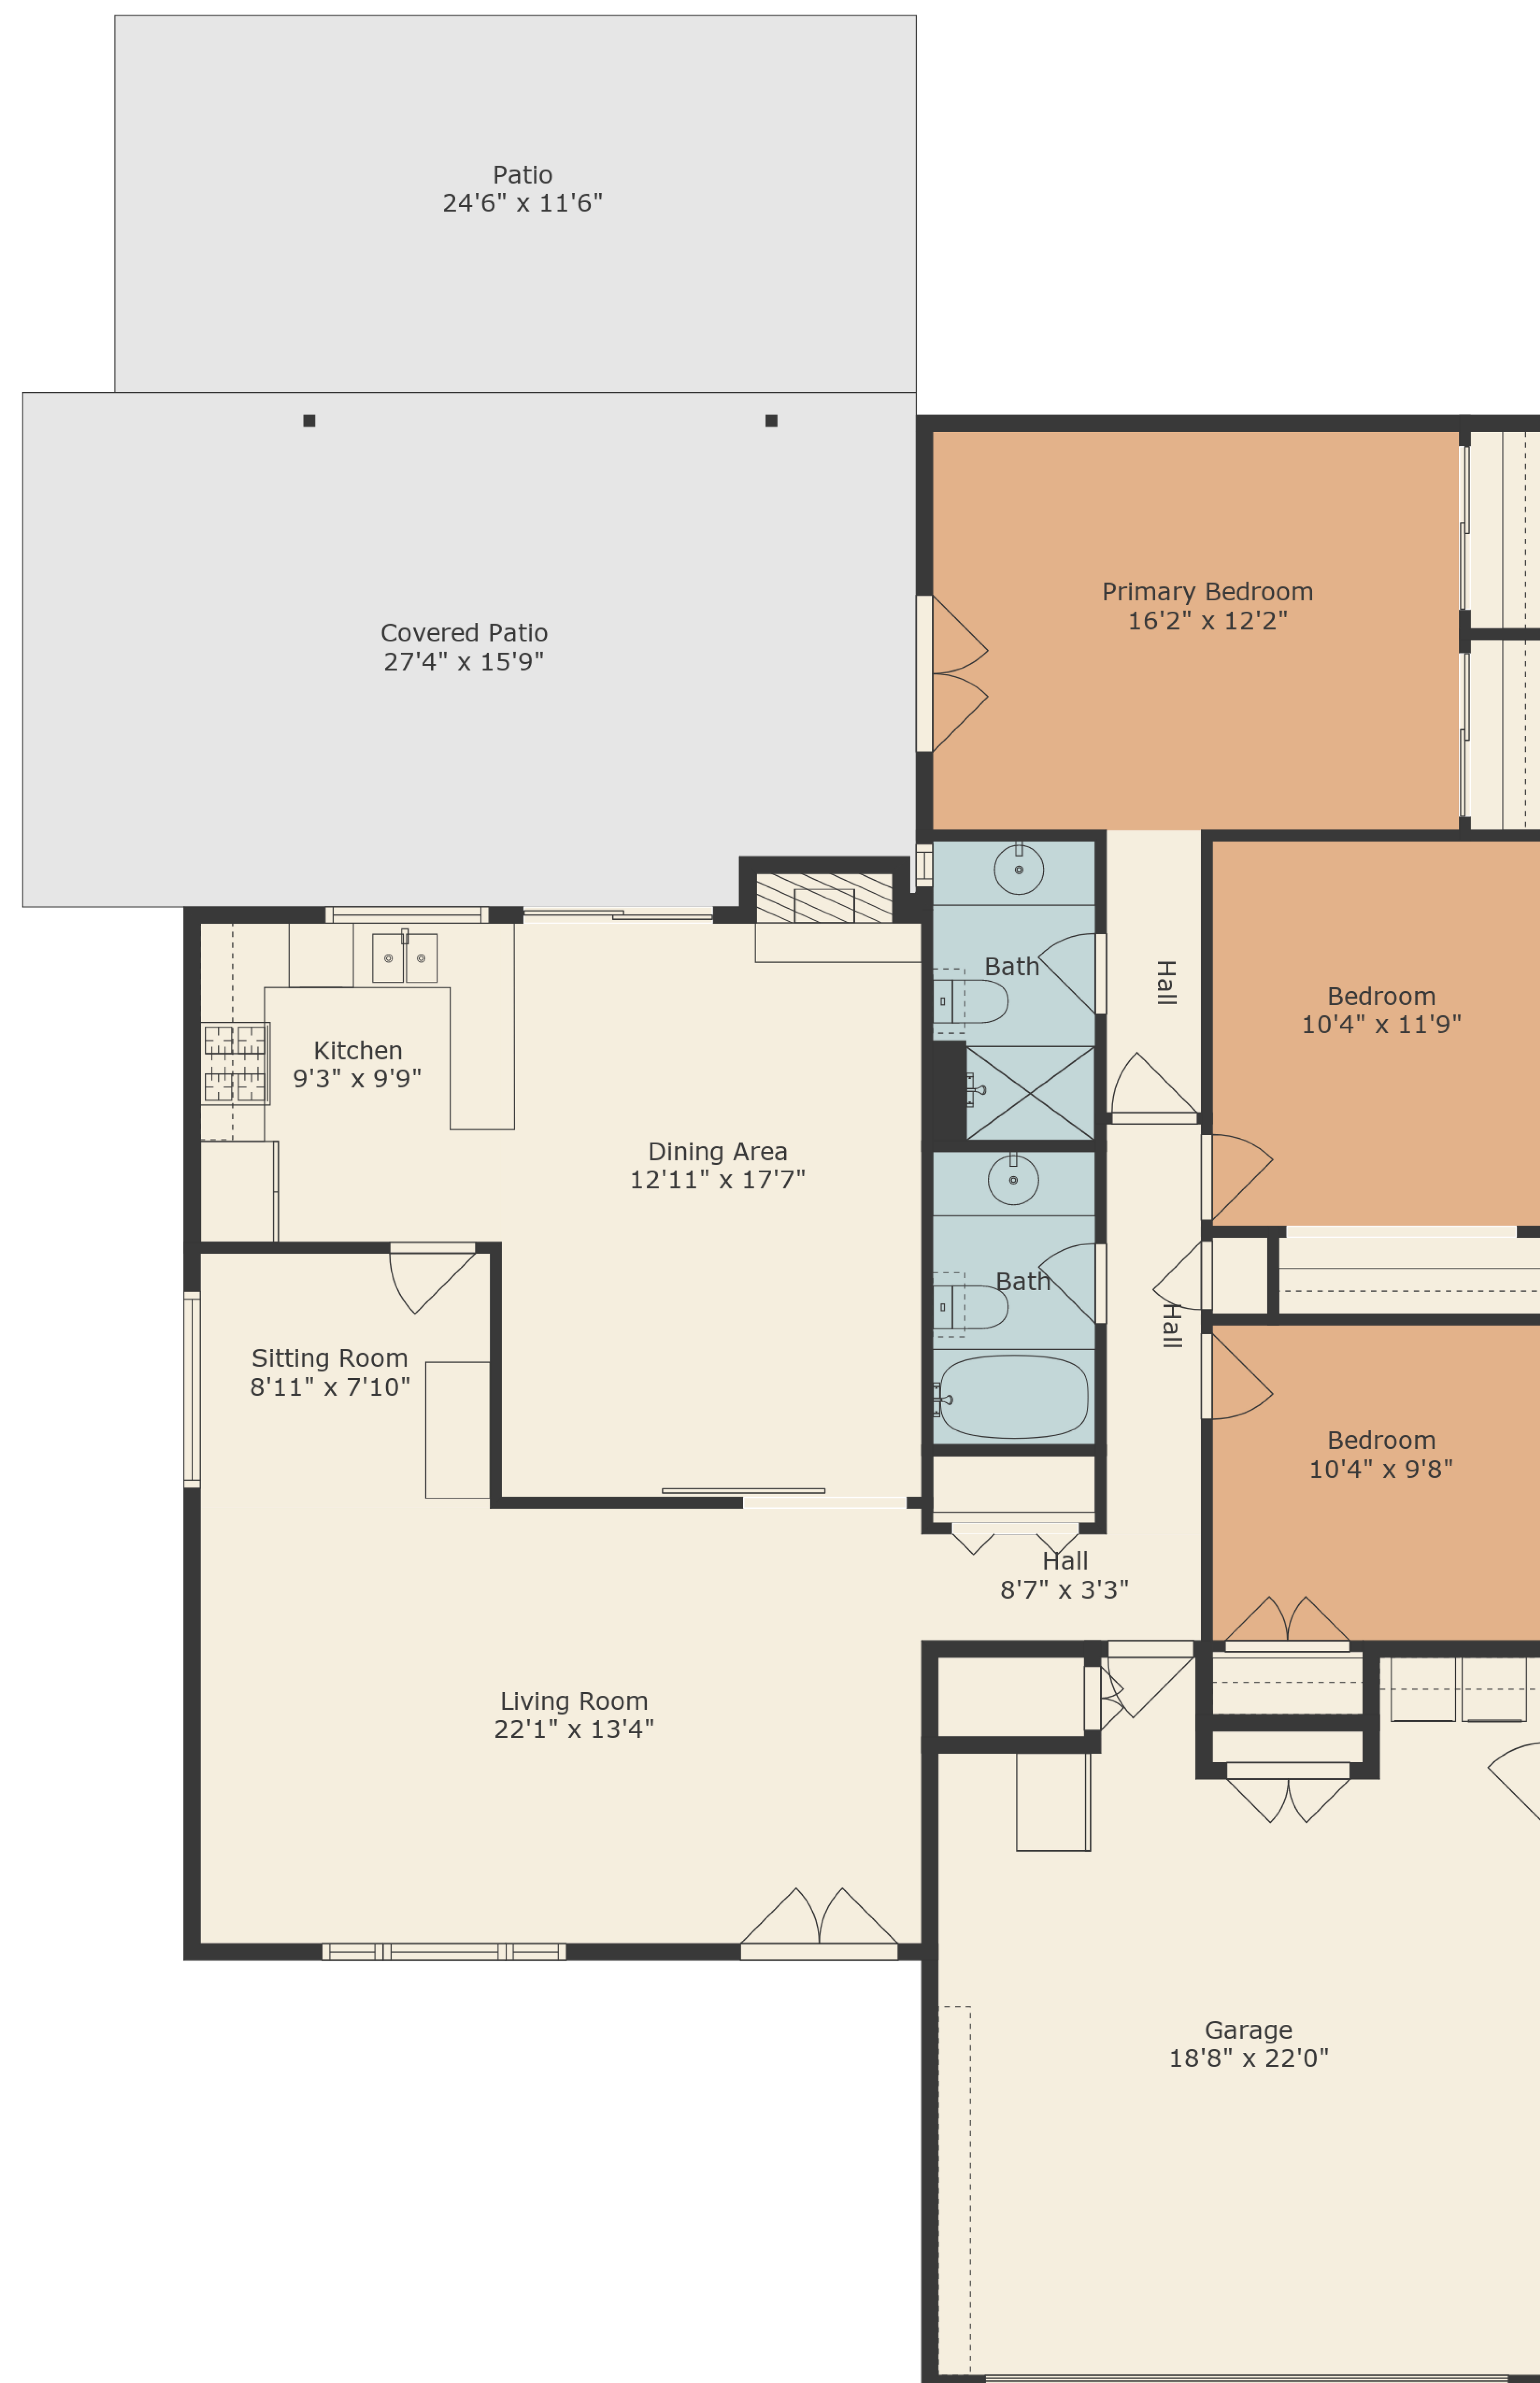 Patio
24'6" x 11'6"
Primary Bedroom
16'2" x 12'2"
Covered Patio
27'4" x 15'9"
Bath
Hall
Bedroom
10'4" x 11'9"
Kitchen
9'3" x 9'9"
Dining Area
12'11" x 17'7"
Bath
Hall
Sitting Room
8'11" x 7'10"
Bedroom
10'4" x 9'8"
Hall
8'7" x 3'3"
Living Room
22'1" x 13'4"
Garage
18'8" x 22'0"